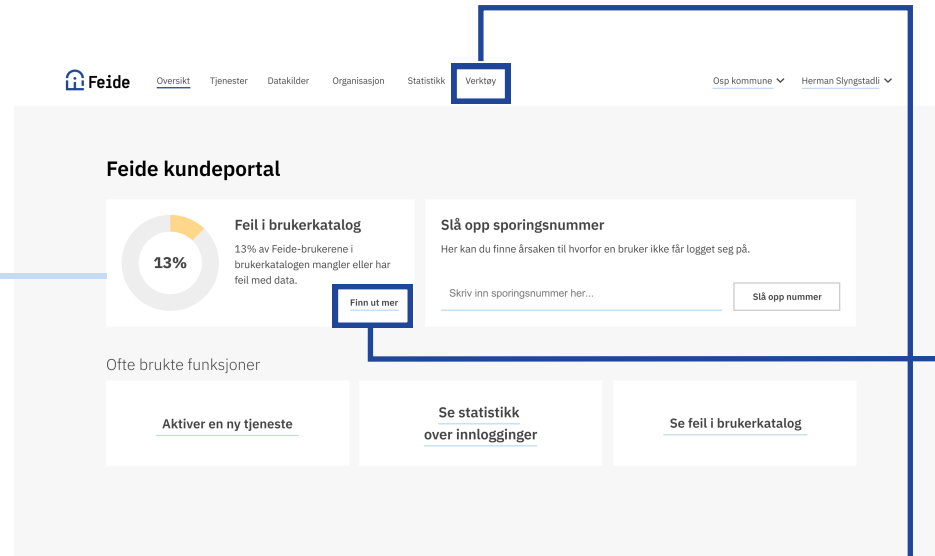 Feide Oversikt Tjenester Datakilder Organisasjon Statistikk Verktøy Osp kommune Herman Slyngstadli
Feide kundeportal
Feil i brukerkatalog
13% av Feide-brukerene i
brukerkatalogen mangler eller har
feil med data.
13%
Finn ut mer
Slå opp sporingsnummer
Her kan du finne årsaken til hvorfor en bruker ikke får logget seg på.
Skriv inn sporingsnummer her...
Slå opp nummer
Ofte brukte funksjoner
Aktiver en ny tjeneste
Se statistikk
over innlogginger
Se feil i brukerkatalog